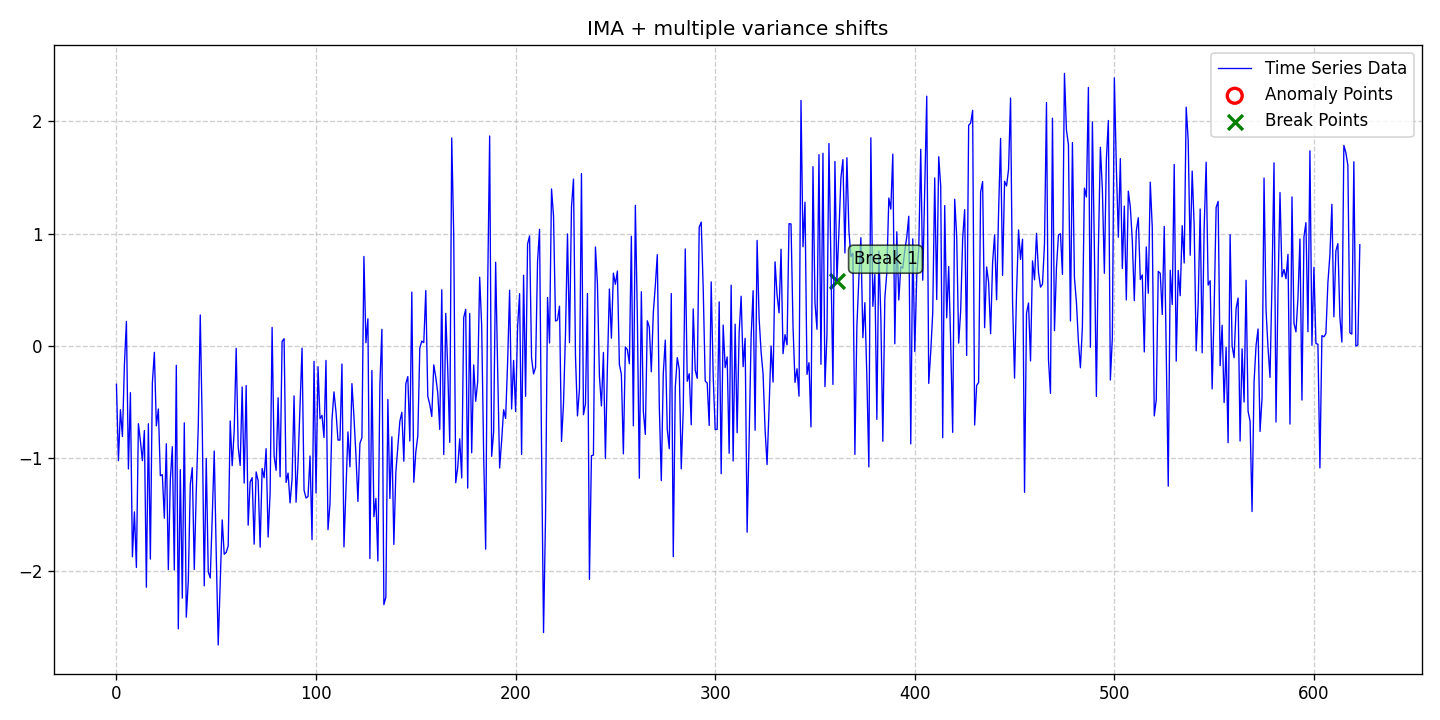 IMA + multiple variance shifts
Time Series Data
Anomaly Points
Break Points
Break 1
2
1
0
−1
−2
0
100
200
300
400
500
600